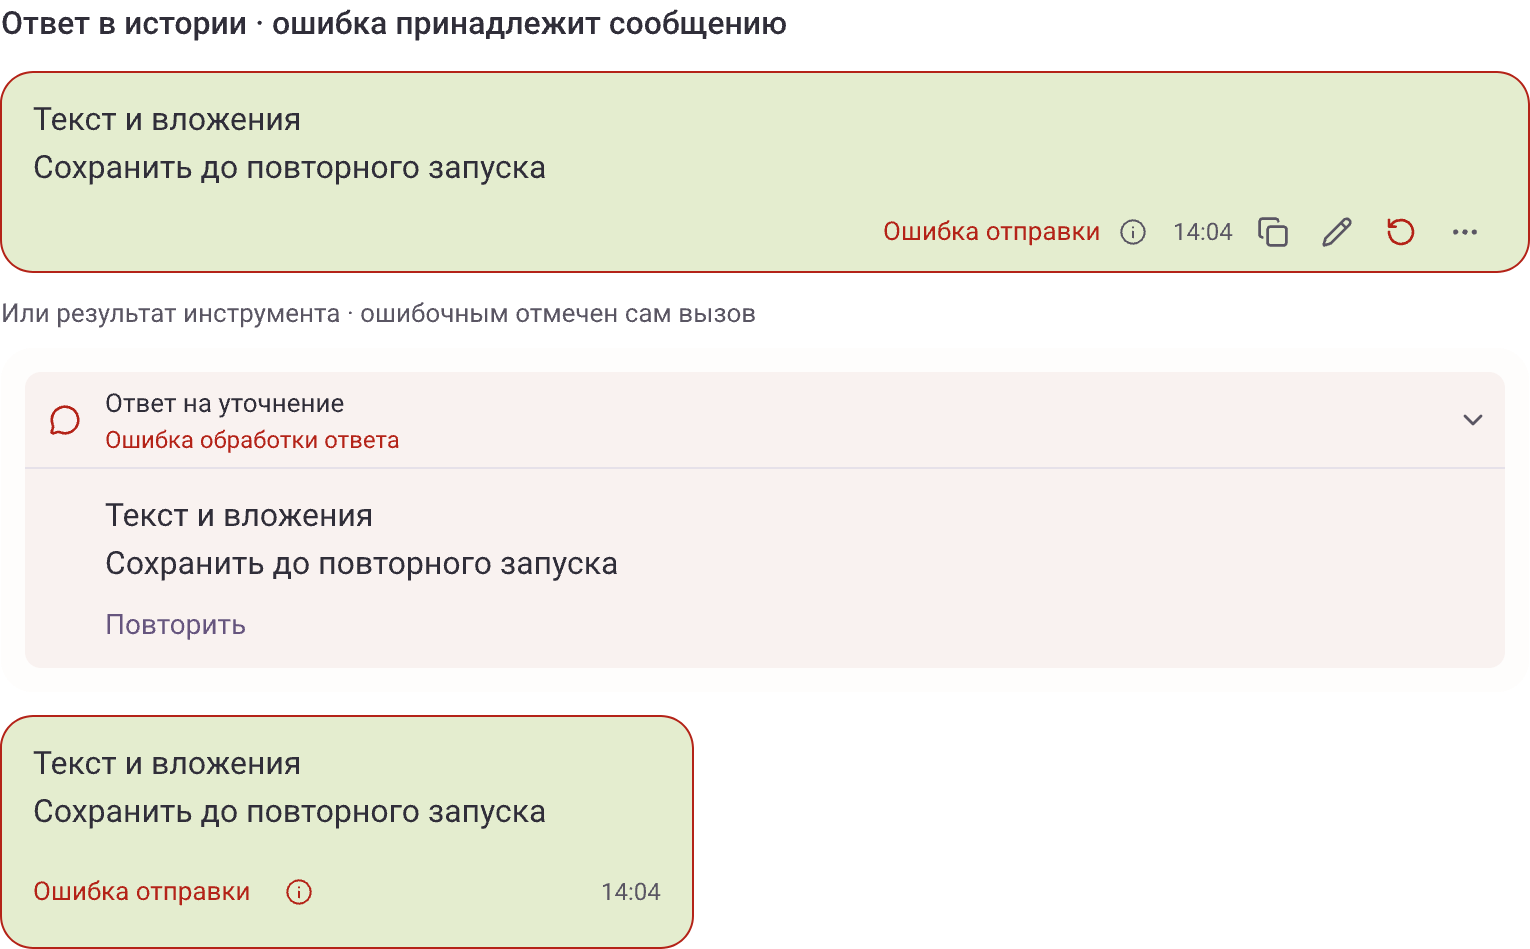 Ответ в истории · ошибка принадлежит сообщению
Текст и вложения
Сохранить до повторного запуска
Ошибка отправки 14:04
Или результат инструмента · ошибочным отмечен сам вызов
Ответ на уточнение
Ошибка обработки ответа
Текст и вложения
Сохранить до повторного запуска
Повторить
Текст и вложения
Сохранить до повторного запуска
Ошибка отправки 14:04